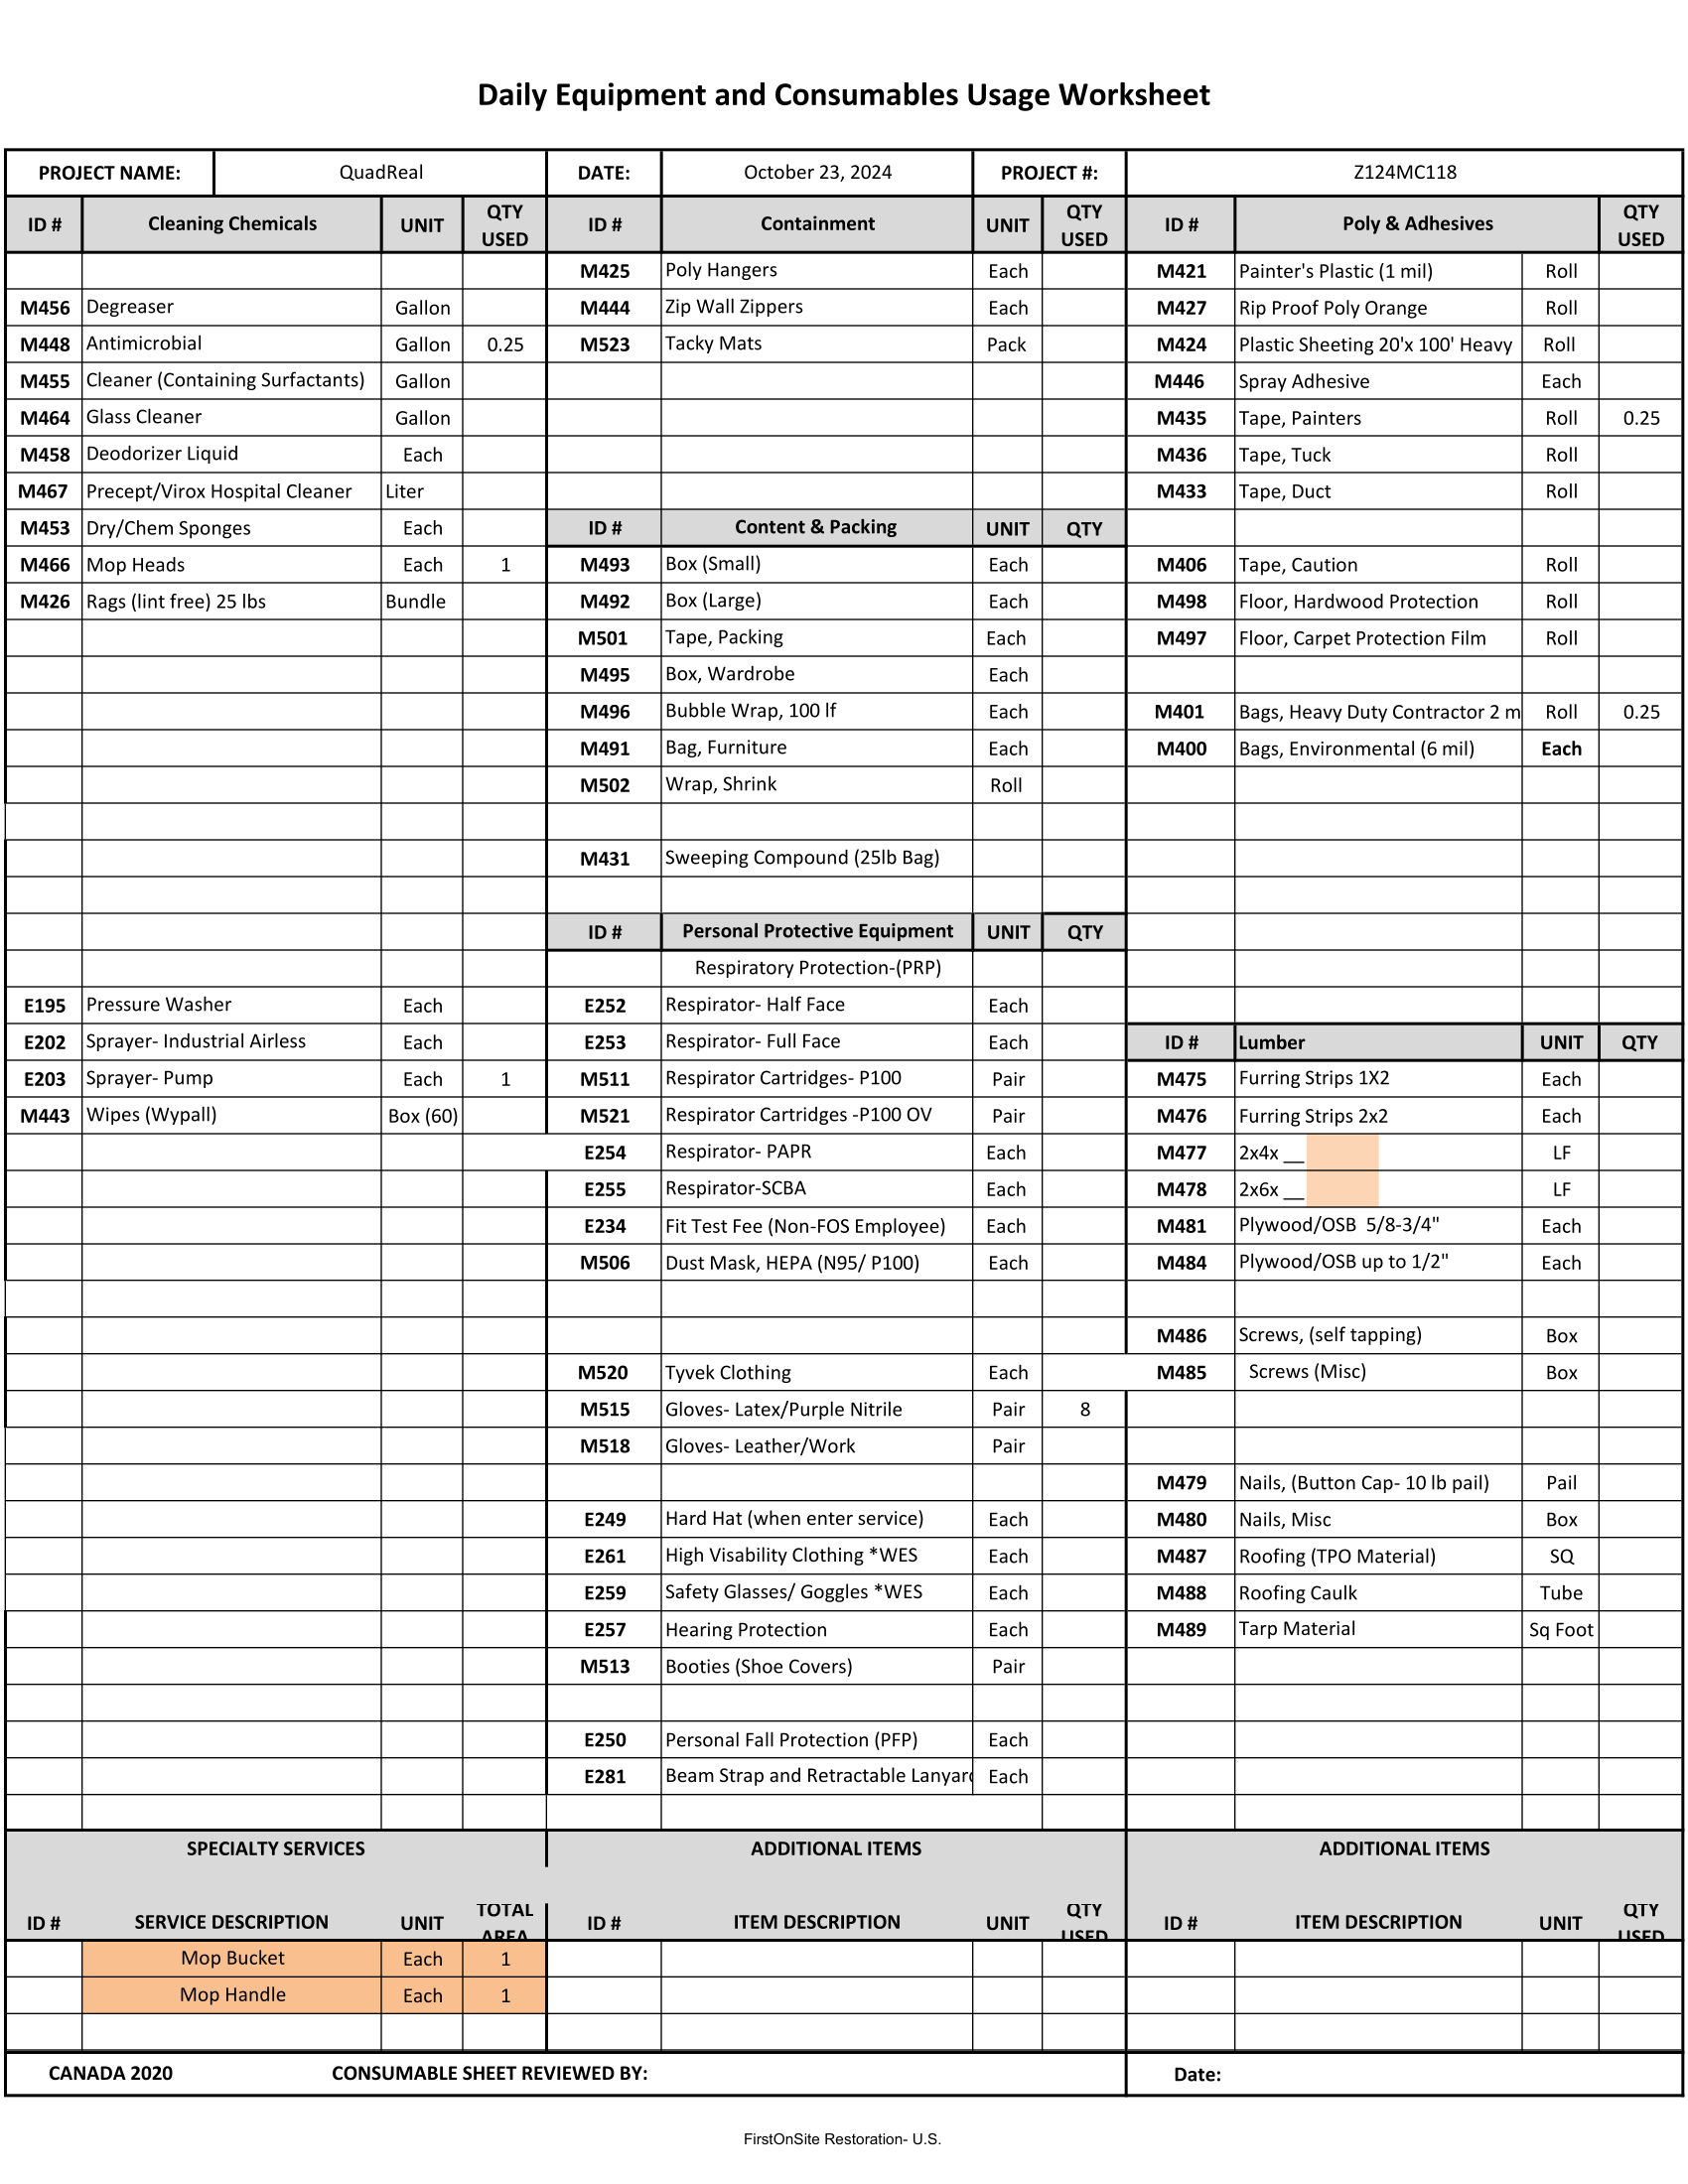 Daily Equipment and Consumables Usage Worksheet
PROJECT NAME: QuadReal DATE: October 23, 2024 PROJECT #: Z124MC118
ID # Cleaning Chemicals UNIT QTY USED ID # Containment UNIT QTY USED ID # Poly & Adhesives QTY USED
M425 Poly Hangers Each M421 Painter's Plastic (1 mil) Roll
M456 Degreaser Gallon M444 Zip Wall Zippers Each M427 Rip Proof Poly Orange Roll
M448 Antimicrobial Gallon 0.25 M523 Tacky Mats Pack M424 Plastic Sheeting 20'x 100' Heavy Roll
M455 Cleaner (Containing Surfactants) Gallon M446 Spray Adhesive Each
M464 Glass Cleaner Gallon M435 Tape, Painters Roll 0.25
M458 Deodorizer Liquid Each M436 Tape, Tuck Roll
M467 Precept/Virox Hospital Cleaner Liter M433 Tape, Duct Roll
M453 Dry/Chem Sponges Each ID # Content & Packing UNIT QTY
M466 Mop Heads Each 1 M493 Box (Small) Each M406 Tape, Caution Roll
M426 Rags (lint free) 25 lbs Bundle M492 Box (Large) Each M498 Floor, Hardwood Protection Roll
M501 Tape, Packing Each M497 Floor, Carpet Protection Film Roll
M495 Box, Wardrobe Each
M496 Bubble Wrap, 100 lf Each M401 Bags, Heavy Duty Contractor 2 m Roll 0.25
M491 Bag, Furniture Each M400 Bags, Environmental (6 mil) Each
M502 Wrap, Shrink Roll
M431 Sweeping Compound (25lb Bag)
ID # Personal Protective Equipment UNIT QTY
Respiratory Protection-(PRP)
E195 Pressure Washer Each E252 Respirator- Half Face Each
E202 Sprayer- Industrial Airless Each E253 Respirator- Full Face Each ID # Lumber UNIT QTY
E203 Sprayer- Pump Each 1 M511 Respirator Cartridges- P100 Pair M475 Furring Strips 1X2 Each
M443 Wipes (Wypall) Box (60) M521 Respirator Cartridges -P100 OV Pair M476 Furring Strips 2x2 Each
E254 Respirator- PAPR Each M477 2x4x __ LF
E255 Respirator-SCBA Each M478 2x6x __ LF
E234 Fit Test Fee (Non-FOS Employee) Each M481 Plywood/OSB 5/8-3/4" Each
M506 Dust Mask, HEPA (N95/ P100) Each M484 Plywood/OSB up to 1/2" Each
M486 Screws, (self tapping) Box
M520 Tyvek Clothing Each M485 Screws (Misc) Box
M515 Gloves- Latex/Purple Nitrile Pair 8
M518 Gloves- Leather/Work Pair
M479 Nails, (Button Cap- 10 lb pail) Pail
E249 Hard Hat (when enter service) Each M480 Nails, Misc Box
E261 High Visability Clothing *WES Each M487 Roofing (TPO Material) SQ
E259 Safety Glasses/ Goggles *WES Each M488 Roofing Caulk Tube
E257 Hearing Protection Each M489 Tarp Material Sq Foot
M513 Booties (Shoe Covers) Pair
E250 Personal Fall Protection (PFP) Each
E281 Beam Strap and Retractable Lanyard Each
SPECIALTY SERVICES ADDITIONAL ITEMS ADDITIONAL ITEMS
ID # SERVICE DESCRIPTION UNIT TOTAL AREA ID # ITEM DESCRIPTION UNIT QTY USED ID # ITEM DESCRIPTION UNIT QTY USED
Mop Bucket Each 1
Mop Handle Each 1
CANADA 2020 CONSUMABLE SHEET REVIEWED BY: Date:
FirstOnSite Restoration- U.S.